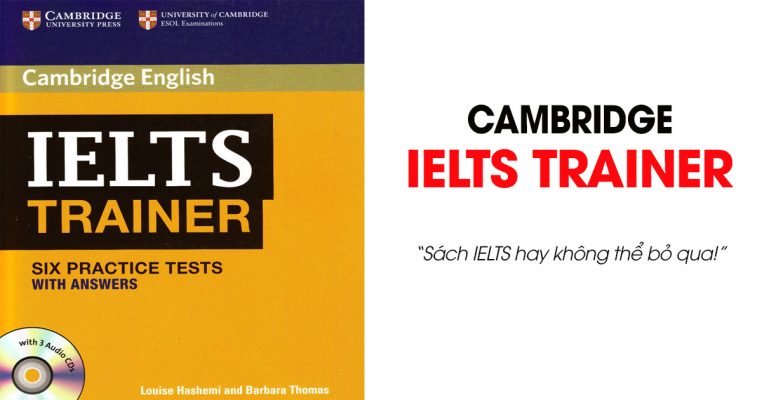 CAMBRIDGE
UNIVERSITY PRESS
UNIVERSITY OF CAMBRIDGE
ESOL Examinations
Cambridge English
IELTS
TRAINER
SIX PRACTICE TESTS
WITH ANSWERS
with 3 Audio CDs
Louise Hashemi and Barbara Thomas
CAMBRIDGE
IELTS TRAINER
“Sách IELTS hay không thể bỏ qua!”